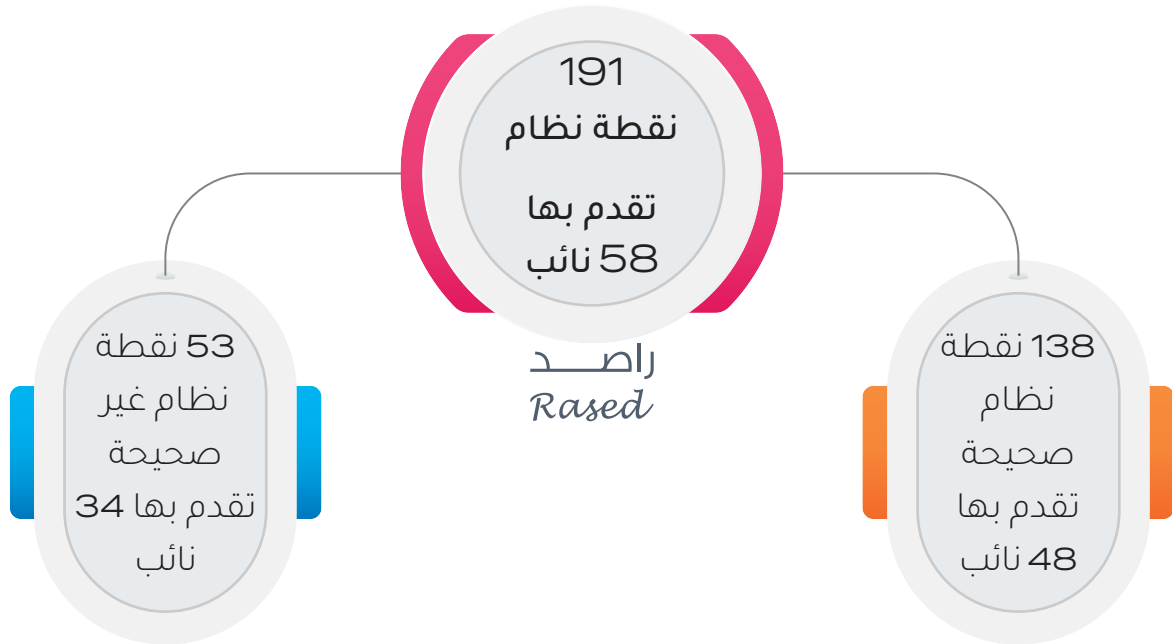 191
نقطة نظام
تقدم بها
58 نائب
راصــــد
Rased
138 نقطة
نظام
صحيحة
تقدم بها
48 نائب
53 نقطة
نظام غير
صحيحة
تقدم بها 34
نائب